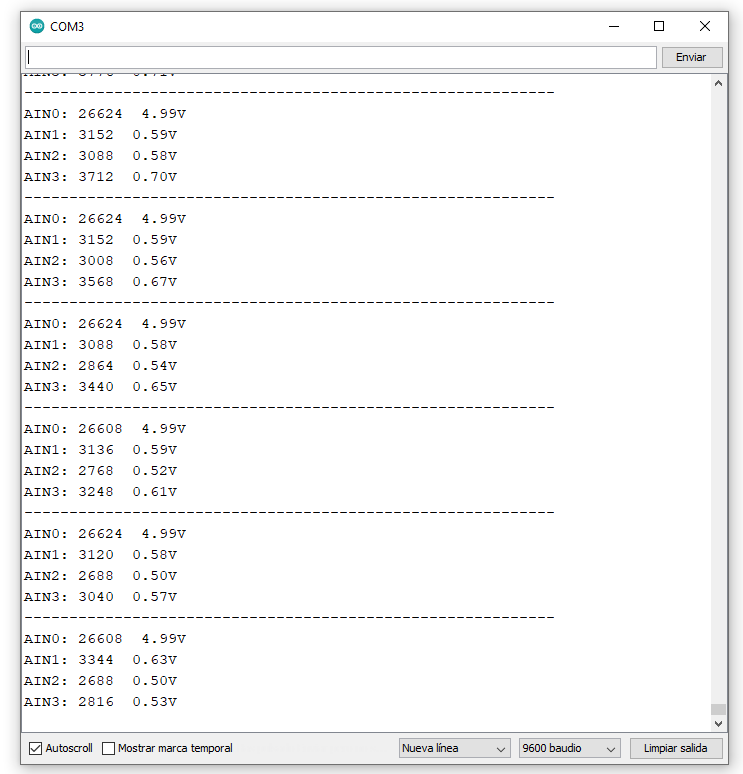 COM3
Enviar
------------------------------------------------------------
AIN0: 26624  4.99V
AIN1: 3152  0.59V
AIN2: 3088  0.58V
AIN3: 3712  0.70V
------------------------------------------------------------
AIN0: 26624  4.99V
AIN1: 3152  0.59V
AIN2: 3008  0.56V
AIN3: 3568  0.67V
------------------------------------------------------------
AIN0: 26624  4.99V
AIN1: 3088  0.58V
AIN2: 2864  0.54V
AIN3: 3440  0.65V
------------------------------------------------------------
AIN0: 26608  4.99V
AIN1: 3136  0.59V
AIN2: 2768  0.52V
AIN3: 3248  0.61V
------------------------------------------------------------
AIN0: 26624  4.99V
AIN1: 3120  0.58V
AIN2: 2688  0.50V
AIN3: 3040  0.57V
------------------------------------------------------------
AIN0: 26608  4.99V
AIN1: 3344  0.63V
AIN2: 2688  0.50V
AIN3: 2816  0.53V
Autoscroll Mostrar marca temporal Nueva línea 9600 baudio Limpiar salida